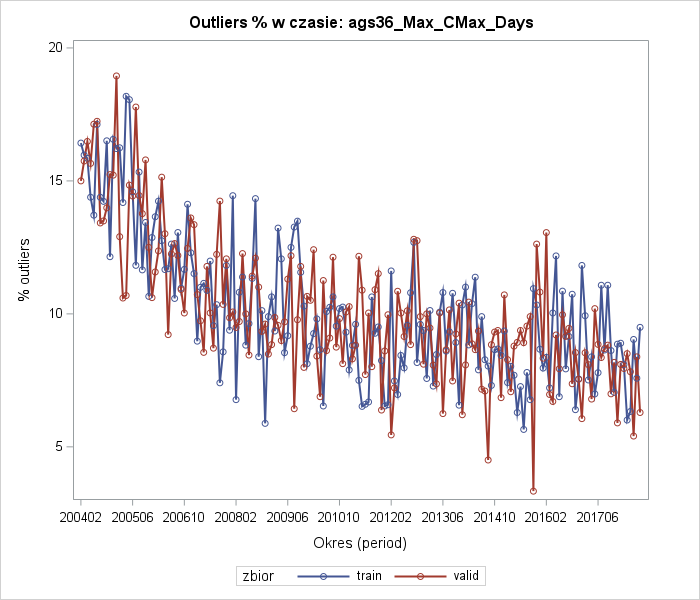 Outliers % w czasie: ags36_Max_CMax_Days
20
15
10
5
% outliers
200402 200506 200610 200802 200906 201010 201202 201306 201410 201602 201706
Okres (period)
zbior train valid